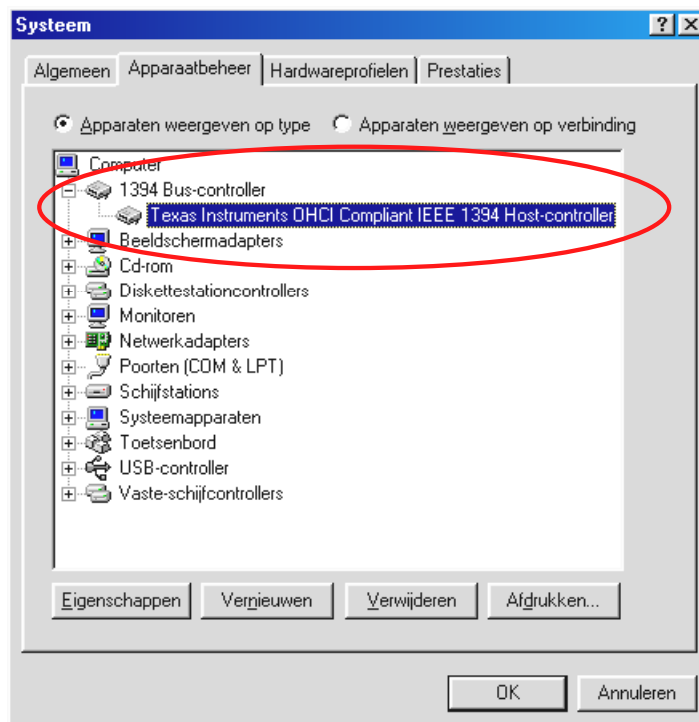 Systeem
Algemeen Apparaatbeheer Hardwareprofielen Prestaties
Apparaten weergeven op type Apparaten weergeven op verbinding
Computer
1394 Bus-controller
Texas Instruments OHCI Compliant IEEE 1394 Host-controller
Beeldschermadapters
Cd-rom
Diskettestationcontrollers
Monitoren
Netwerkadapters
Poorten (COM & LPT)
Schijfstations
Systeemapparaten
Toetsenbord
USB-controller
Vaste-schijfcontrollers
Eigenschappen Vernieuwen Verwijderen Afdrukken...
OK Annuleren